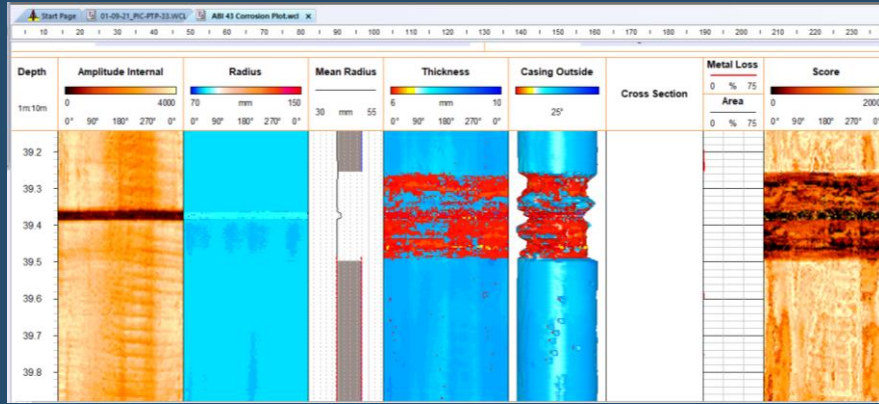 Start Page 01-09-21_PIC-PTP-33.WCL ABI 43 Corrosion Plot.wcl x
10 20 30 40 50 60 70 80 90 100 110 120 130 140 150 160 170 180 190 200 210 220 230
Depth Amplitude Internal Radius Mean Radius Thickness Casing Outside Cross Section Metal Loss Score
0 4000 70 mm 150 6 mm 10 0 % 75 0 2000
1m:10m 30 mm 55 25° Area
0° 90° 180° 270° 0° 0° 90° 180° 270° 0° 0° 90° 180° 270° 0° 0 % 75 0° 90° 180° 270° 0°
39.2
39.3
39.4
39.5
39.6
39.7
39.8